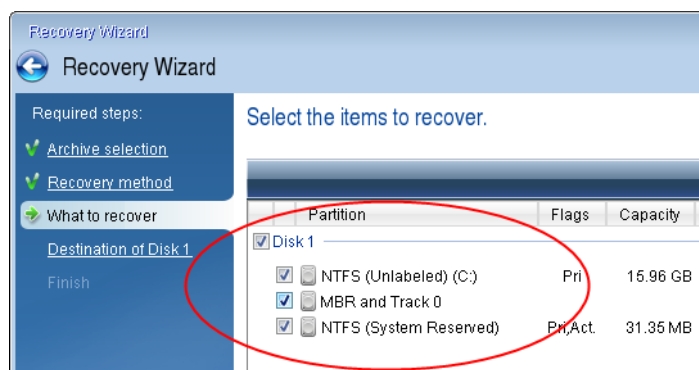 Recovery Wizard
Recovery Wizard
Required steps:
Archive selection
Recovery method
What to recover
Destination of Disk 1
Finish
Select the items to recover.
Partition Flags Capacity
Disk 1
NTFS (Unlabeled) (C:) Pri 15.96 GB
MBR and Track 0
NTFS (System Reserved) Pri,Act. 31.35 MB